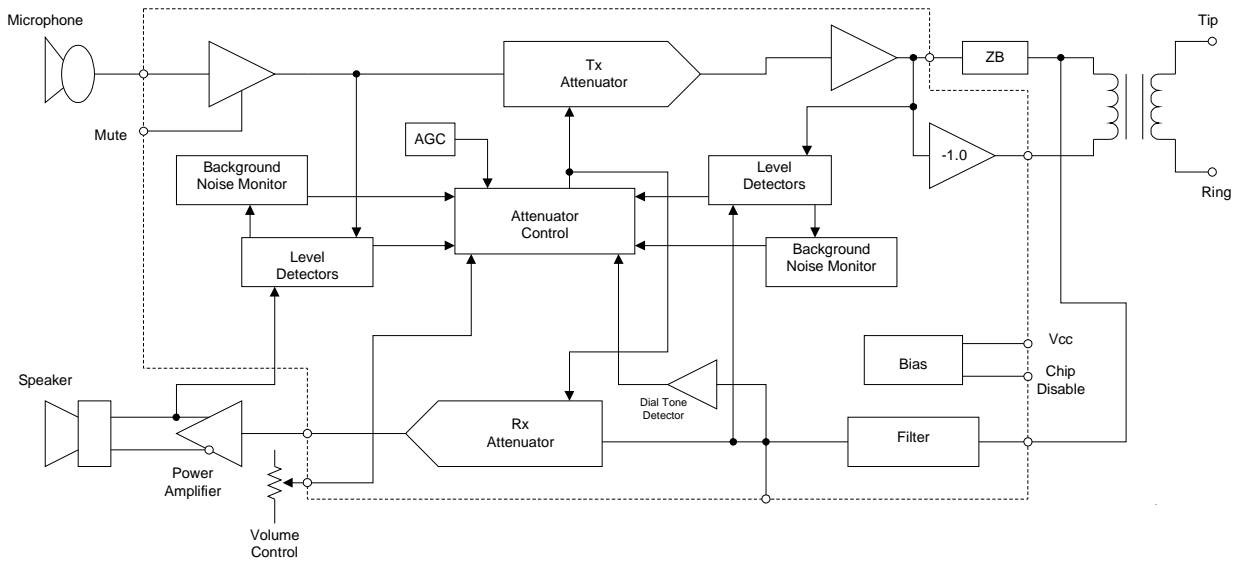 Microphone
Tip
ZB
Tx
Attenuator
Mute
AGC
-1.0
Background
Noise Monitor
Level
Detectors
Ring
Attenuator
Control
Level
Detectors
Background
Noise Monitor
Vcc
Bias
Chip
Disable
Speaker
Dial Tone
Detector
Rx
Attenuator
Filter
Power
Amplifier
Volume
Control